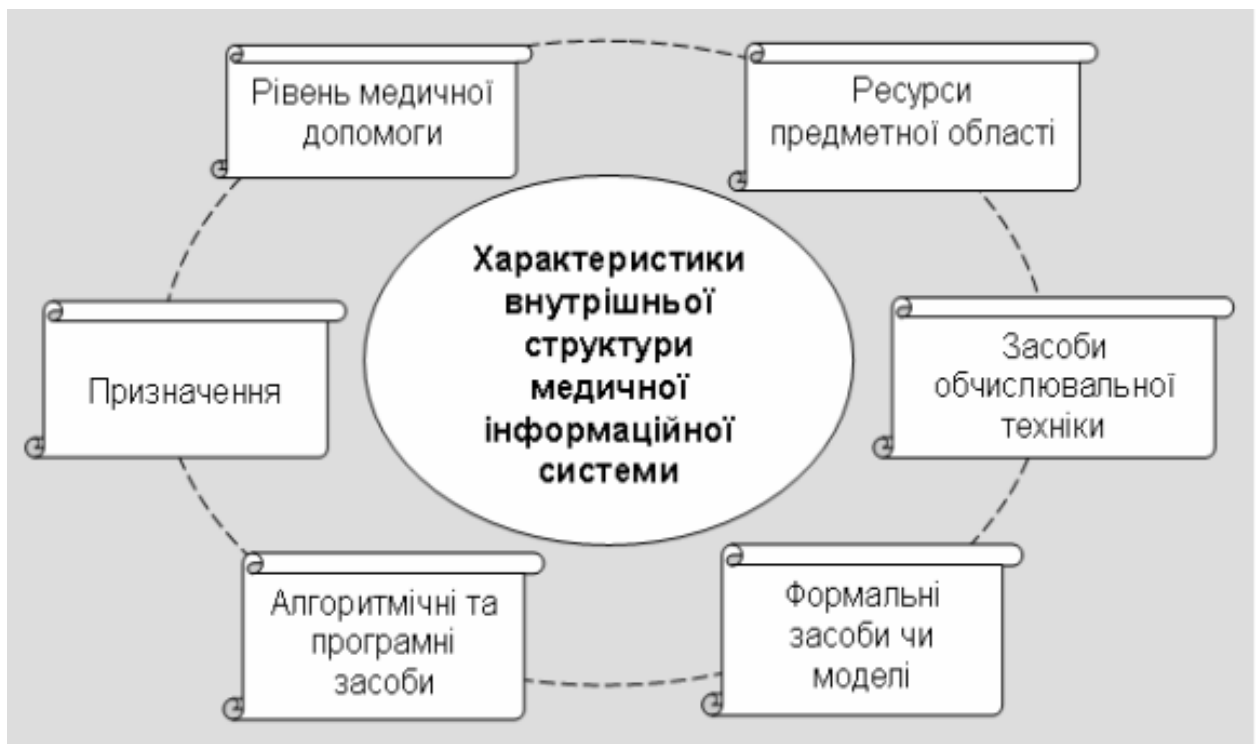 Рівень медичної
допомоги
Ресурси
предметної області
Характеристики
внутрішньої
структури
медичної
інформаційної
системи
Призначення
Засоби
обчислювальної
техніки
Алгоритмічні та
програмні
засоби
Формальні
засоби чи
моделі